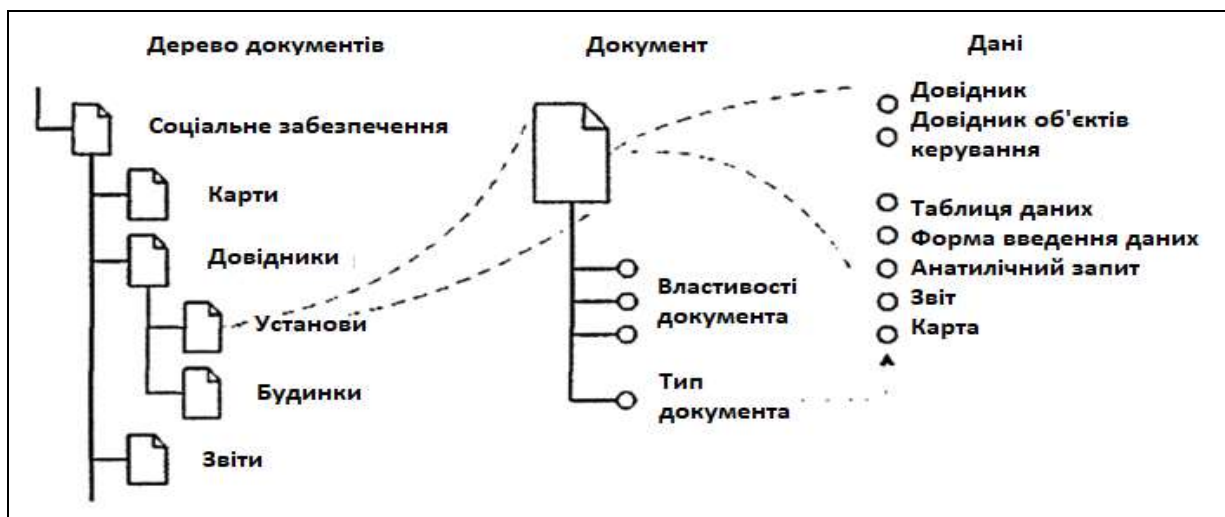 Дерево документів
Документ
Дані
Соціальне забезпечення
Карти
Довідники
Установи
Будинки
Звіти
Властивості
документа
Тип
документа
Довідник
Довідник об'єктів
керування
Таблиця даних
Форма введення даних
Анатилічний запит
Звіт
Карта